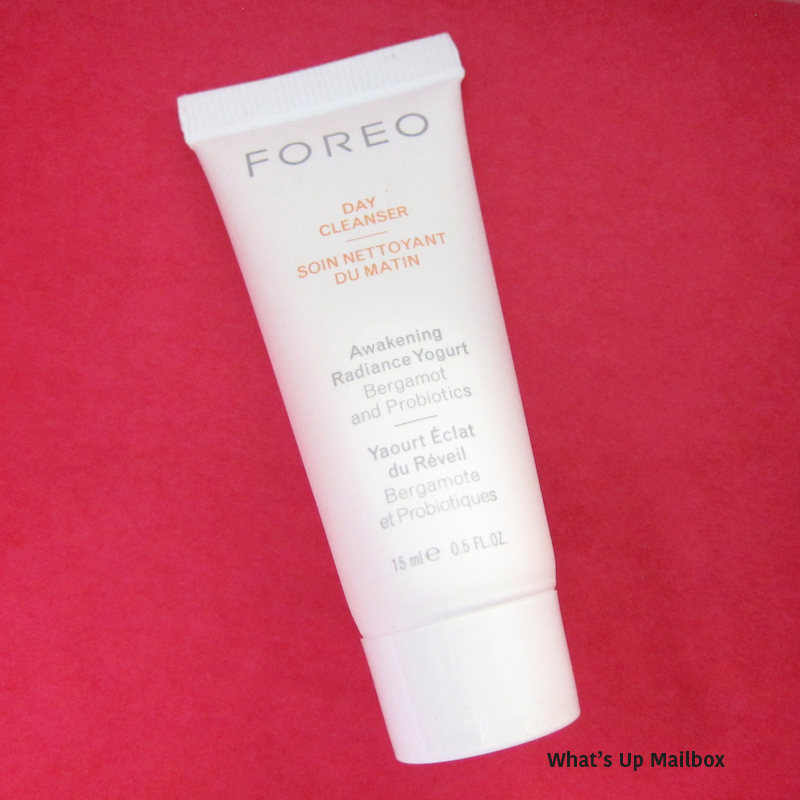 FOREO
DAY
CLEANSER
SOIN NETTOYANT
DU MATIN
Awakening
Radiance Yogurt
Bergamot
and Probiotics
Yaourt Éclat
du Réveil
Bergamote
et Probiotiques
15 ml e 0.5 FL.OZ.
What's Up Mailbox